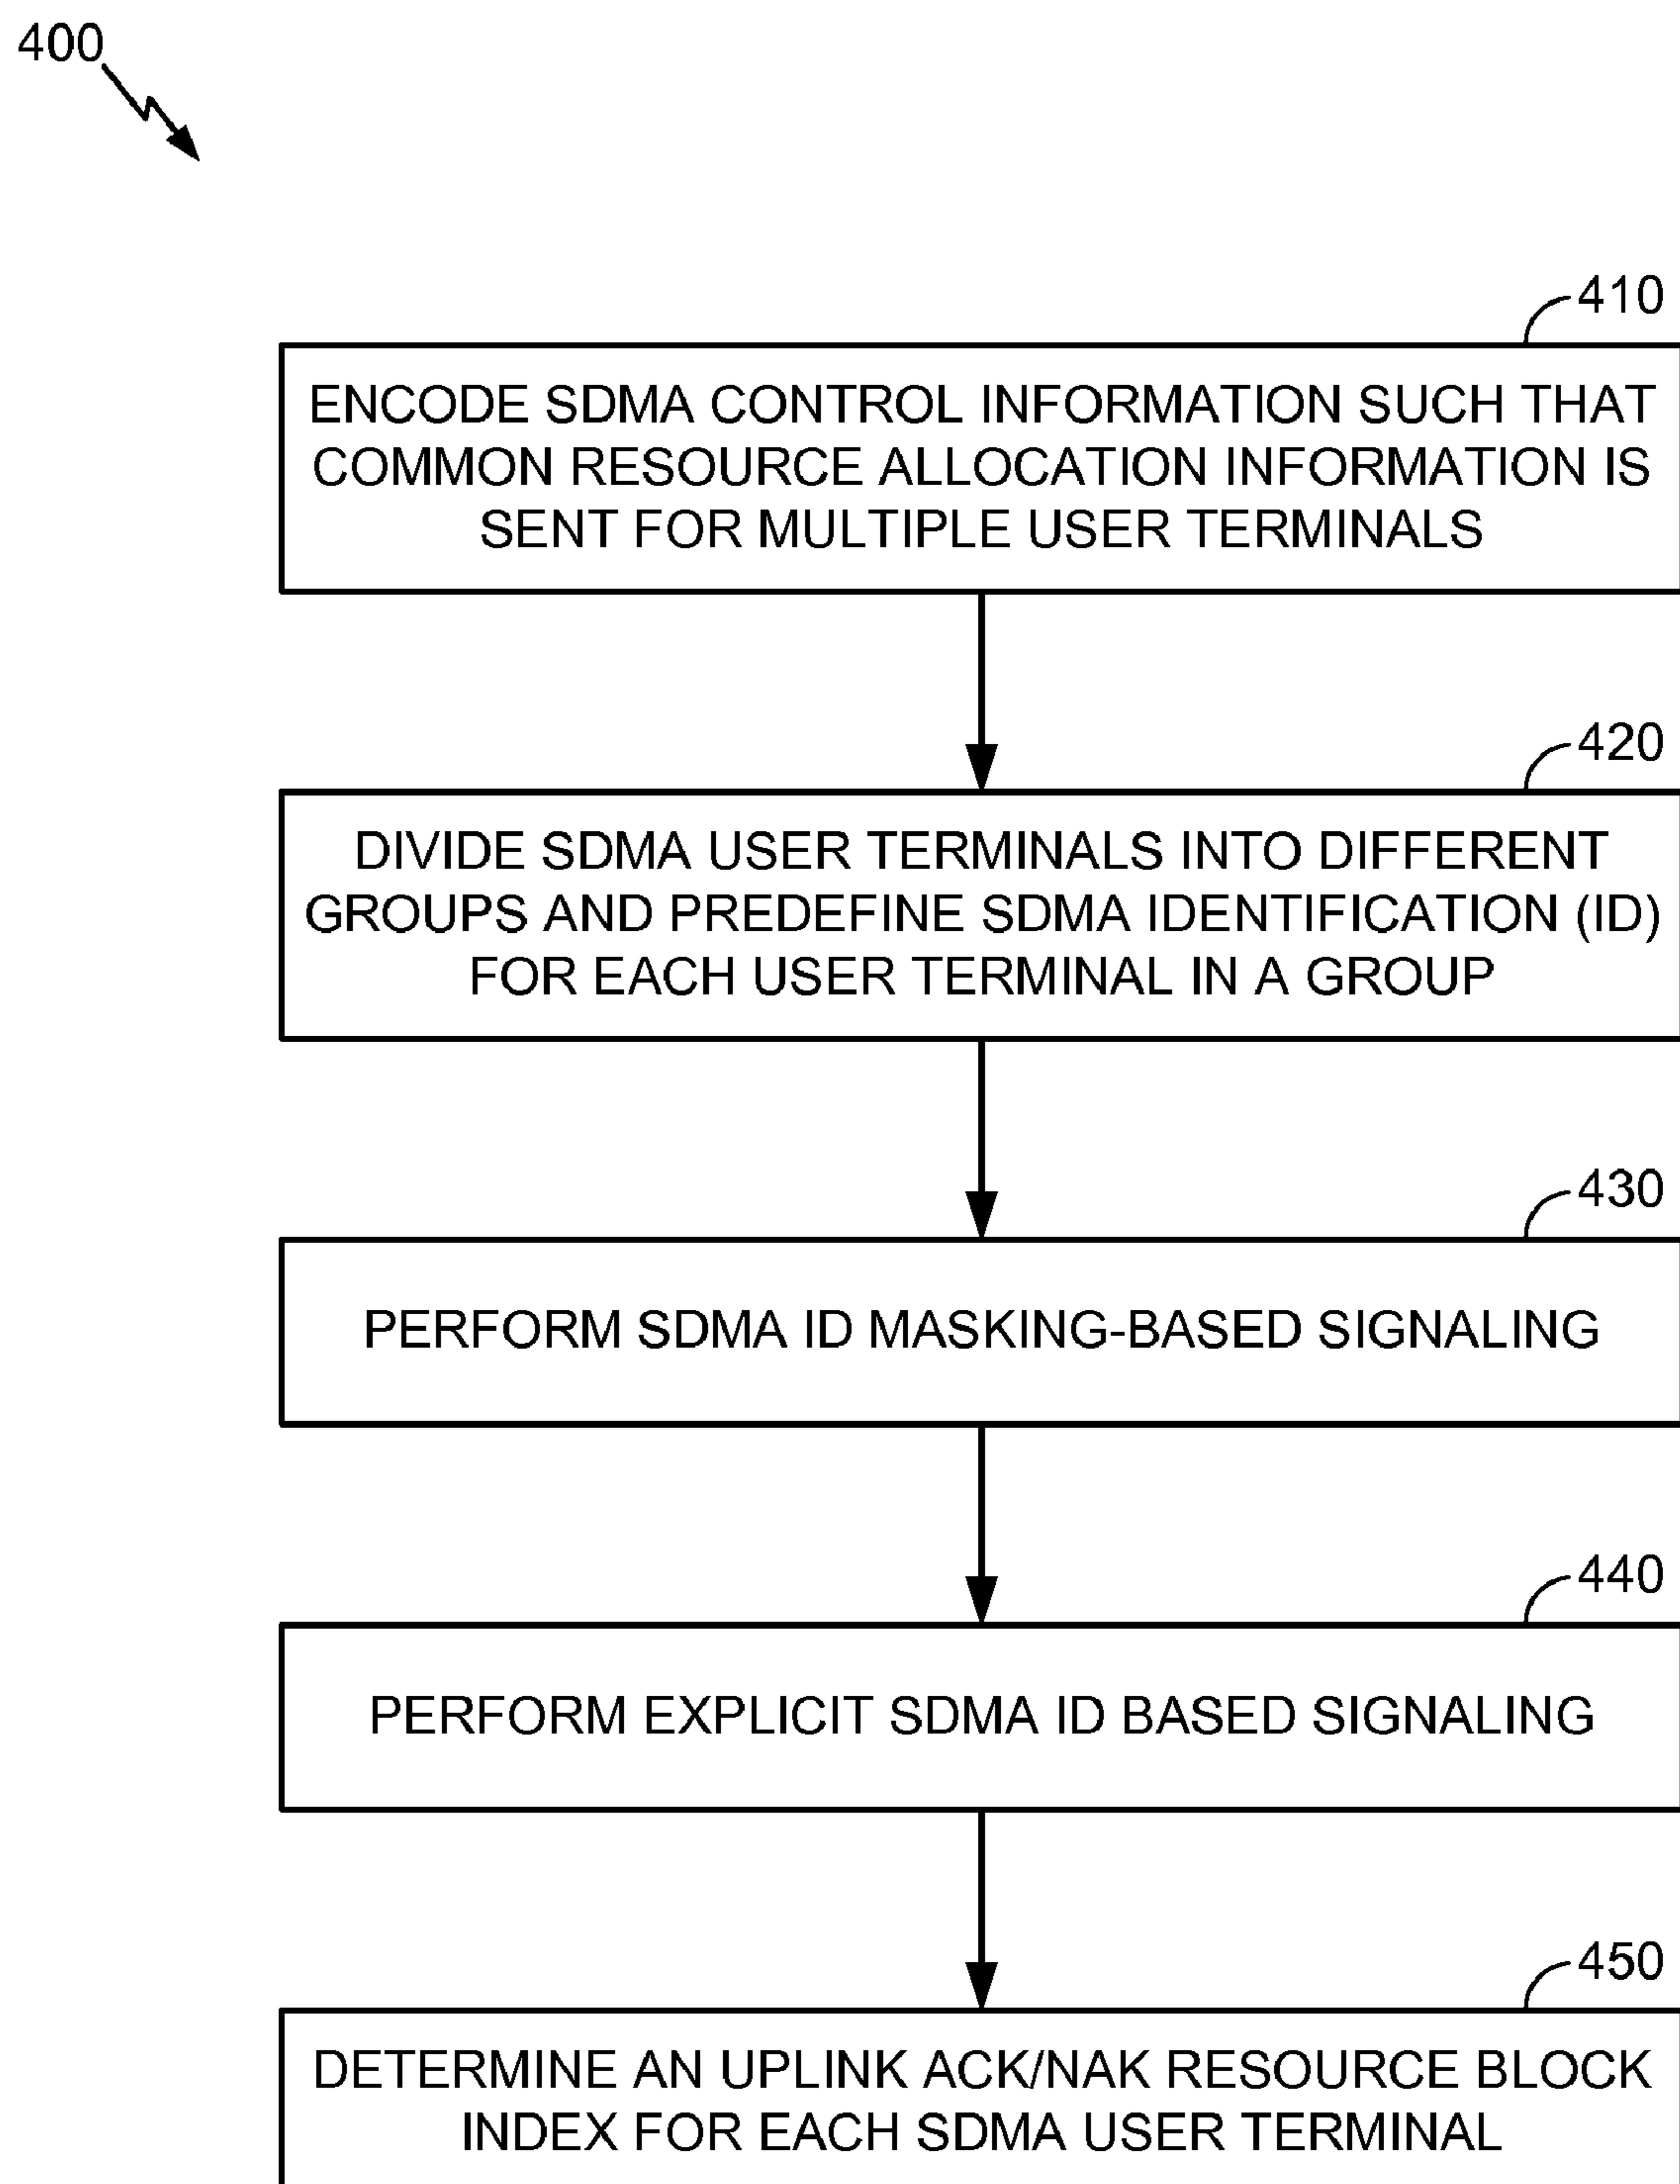 400
410
ENCODE SDMA CONTROL INFORMATION SUCH THAT
COMMON RESOURCE ALLOCATION INFORMATION IS
SENT FOR MULTIPLE USER TERMINALS
420
DIVIDE SDMA USER TERMINALS INTO DIFFERENT
GROUPS AND PREDEFINE SDMA IDENTIFICATION (ID)
FOR EACH USER TERMINAL IN A GROUP
430
PERFORM SDMA ID MASKING-BASED SIGNALING
440
PERFORM EXPLICIT SDMA ID BASED SIGNALING
450
DETERMINE AN UPLINK ACK/NAK RESOURCE BLOCK
INDEX FOR EACH SDMA USER TERMINAL